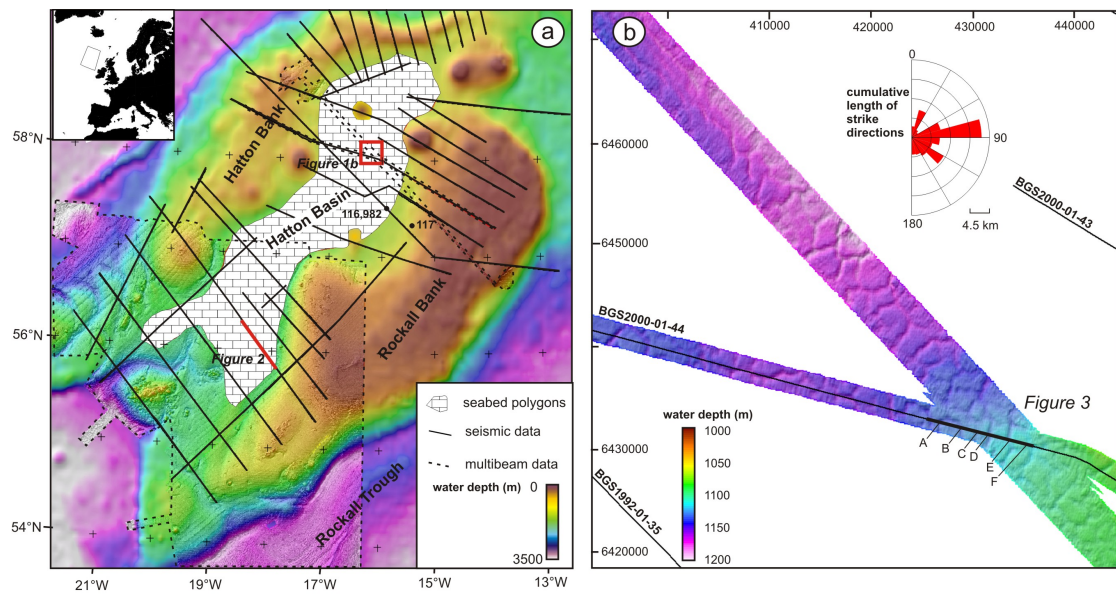 a
58°N
56°N
54°N
21°W
19°W
17°W
15°W
13°W
Hatton Bank
Figure 1b
Hatton Basin
116,982
117
Rockall Bank
Figure 2
Rockall Trough
seabed polygons
seismic data
multibeam data
water depth (m)
0
3500
b
410000
420000
430000
440000
6460000
6450000
6430000
6420000
cumulative
length of
strike
directions
0
90
180
4.5 km
BGS2000-01-43
BGS2000-01-44
BGS1992-01-35
Figure 3
A
B
C
D
E
F
water depth (m)
1000
1050
1100
1150
1200